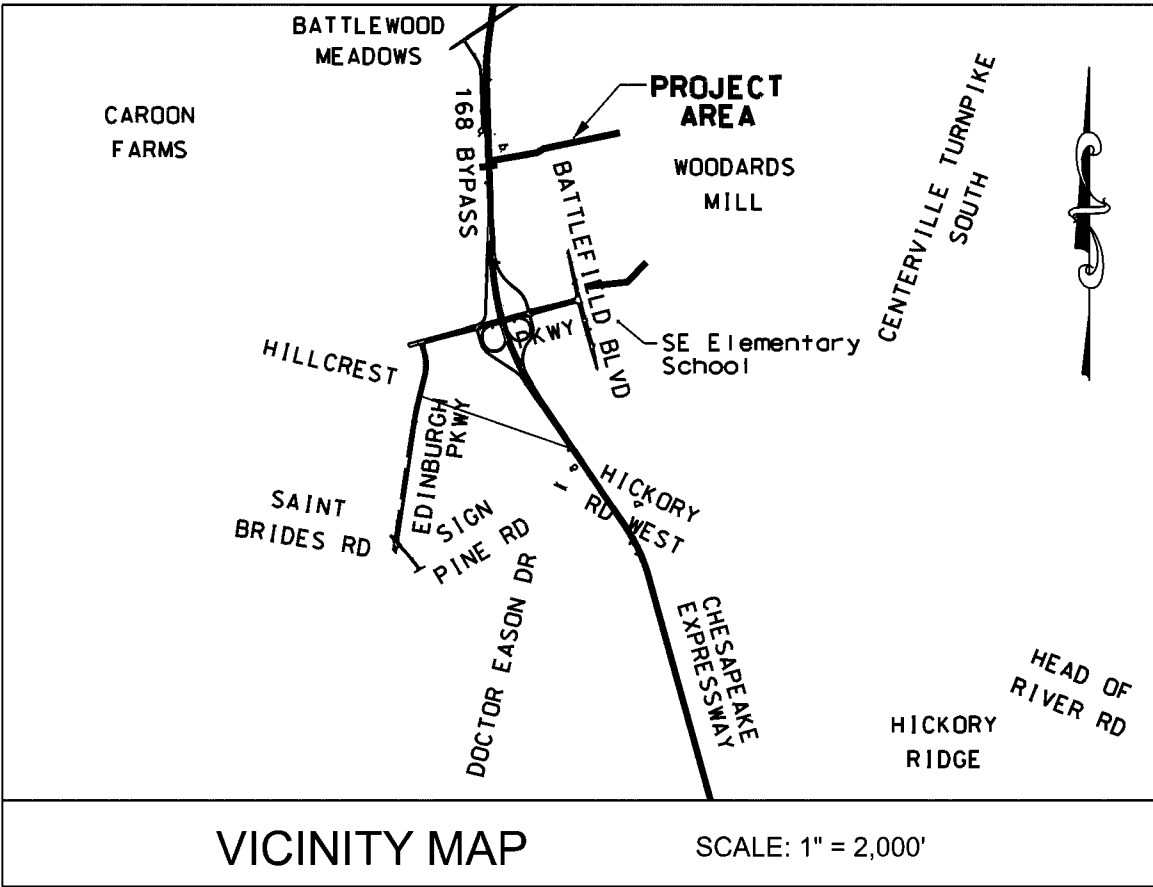 BATTLEWOOD
MEADOWS
CAROON
FARMS
168 BYPASS
PROJECT
AREA
WOODARDS
MILL
BATTLEFIELD BLVD
CENTERVILLE TURNPIKE
SOUTH
HILLCREST
PKWY
SE Elementary
School
EDINBURGH
PKWY
SAINT
BRIDES RD
SIGN
PINE RD
HICKORY
RD WEST
DOCTOR EASON DR
CHESAPEAKE
EXPRESSWAY
HEAD OF
RIVER RD
HICKORY
RIDGE
VICINITY MAP
SCALE: 1" = 2,000'